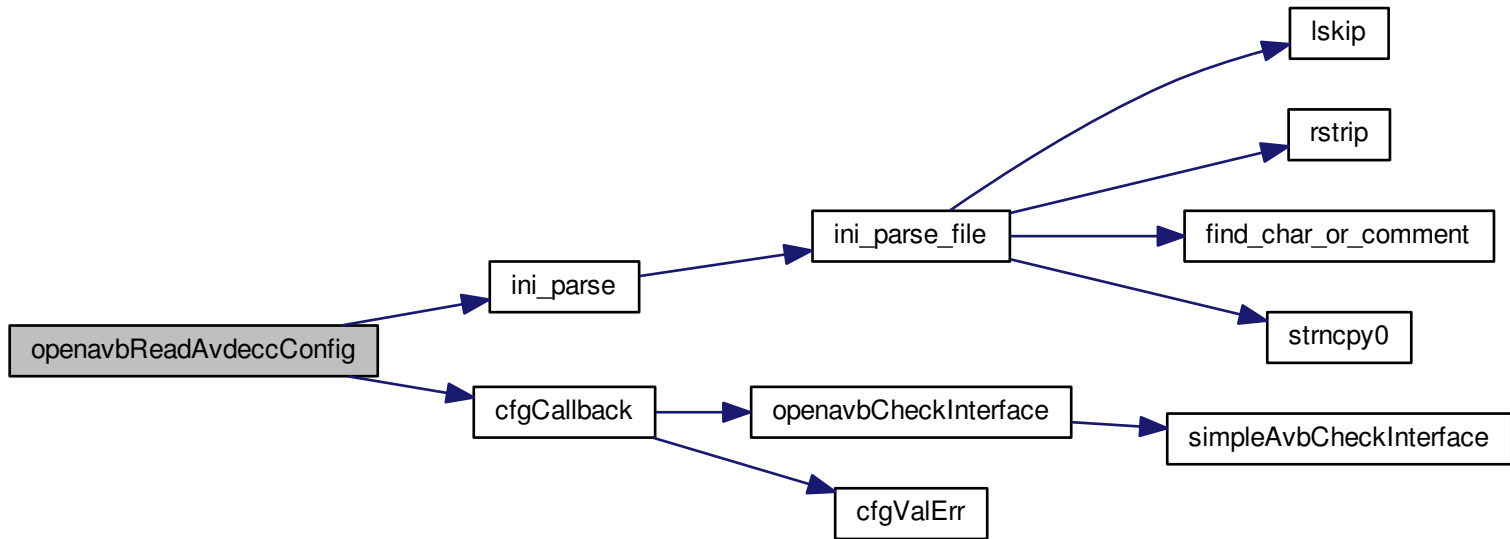 lskip
rstrip
ini_parse_file
find_char_or_comment
ini_parse
strncpy0
openavbReadAvdeccConfig
cfgCallback
openavbCheckInterface
simpleAvbCheckInterface
cfgValErr